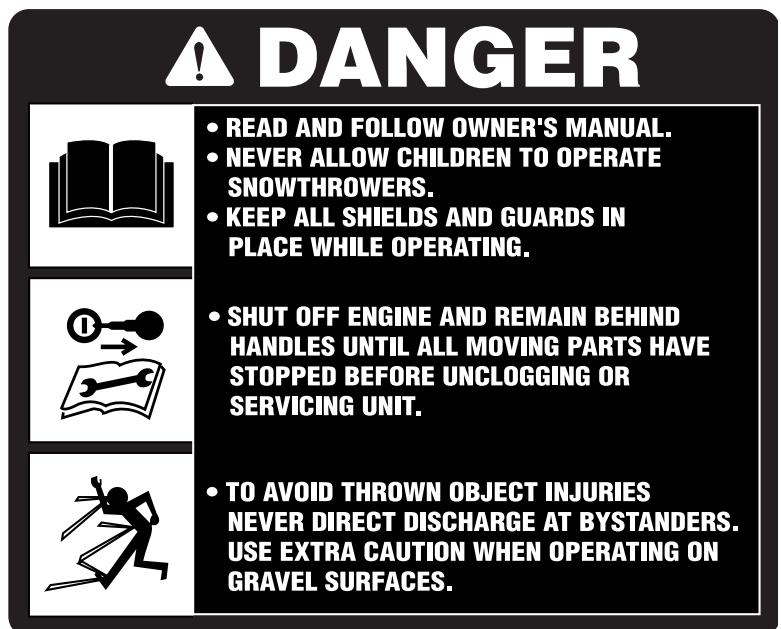 DANGER
• READ AND FOLLOW OWNER'S MANUAL.
• NEVER ALLOW CHILDREN TO OPERATE
SNOWTHROWERS.
• KEEP ALL SHIELDS AND GUARDS IN
PLACE WHILE OPERATING.
• SHUT OFF ENGINE AND REMAIN BEHIND
HANDLES UNTIL ALL MOVING PARTS HAVE
STOPPED BEFORE UNCLOGGING OR
SERVICING UNIT.
• TO AVOID THROWN OBJECT INJURIES
NEVER DIRECT DISCHARGE AT BYSTANDERS.
USE EXTRA CAUTION WHEN OPERATING ON
GRAVEL SURFACES.